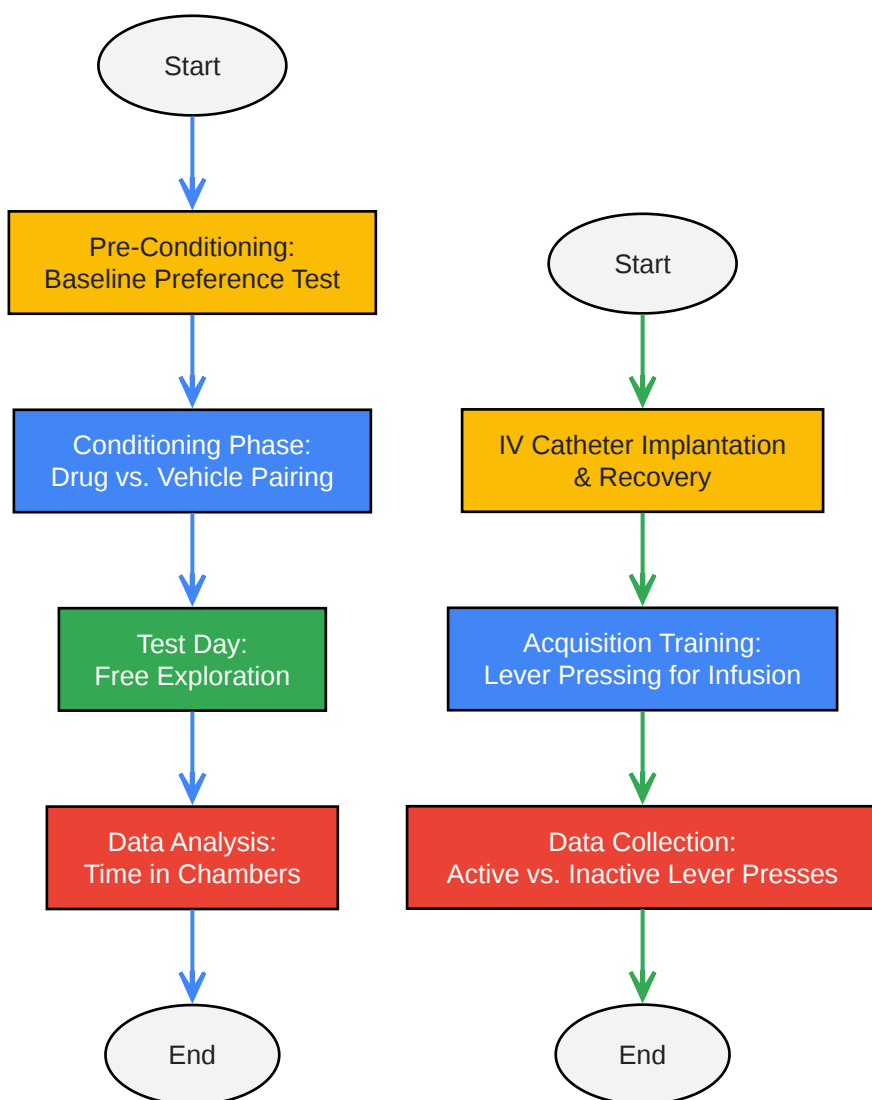 Start
Pre-Conditioning:
Baseline Preference Test
Conditioning Phase:
Drug vs. Vehicle Pairing
Test Day:
Free Exploration
Data Analysis:
Time in Chambers
End
Start
IV Catheter Implantation
& Recovery
Acquisition Training:
Lever Pressing for Infusion
Data Collection:
Active vs. Inactive Lever Presses
End